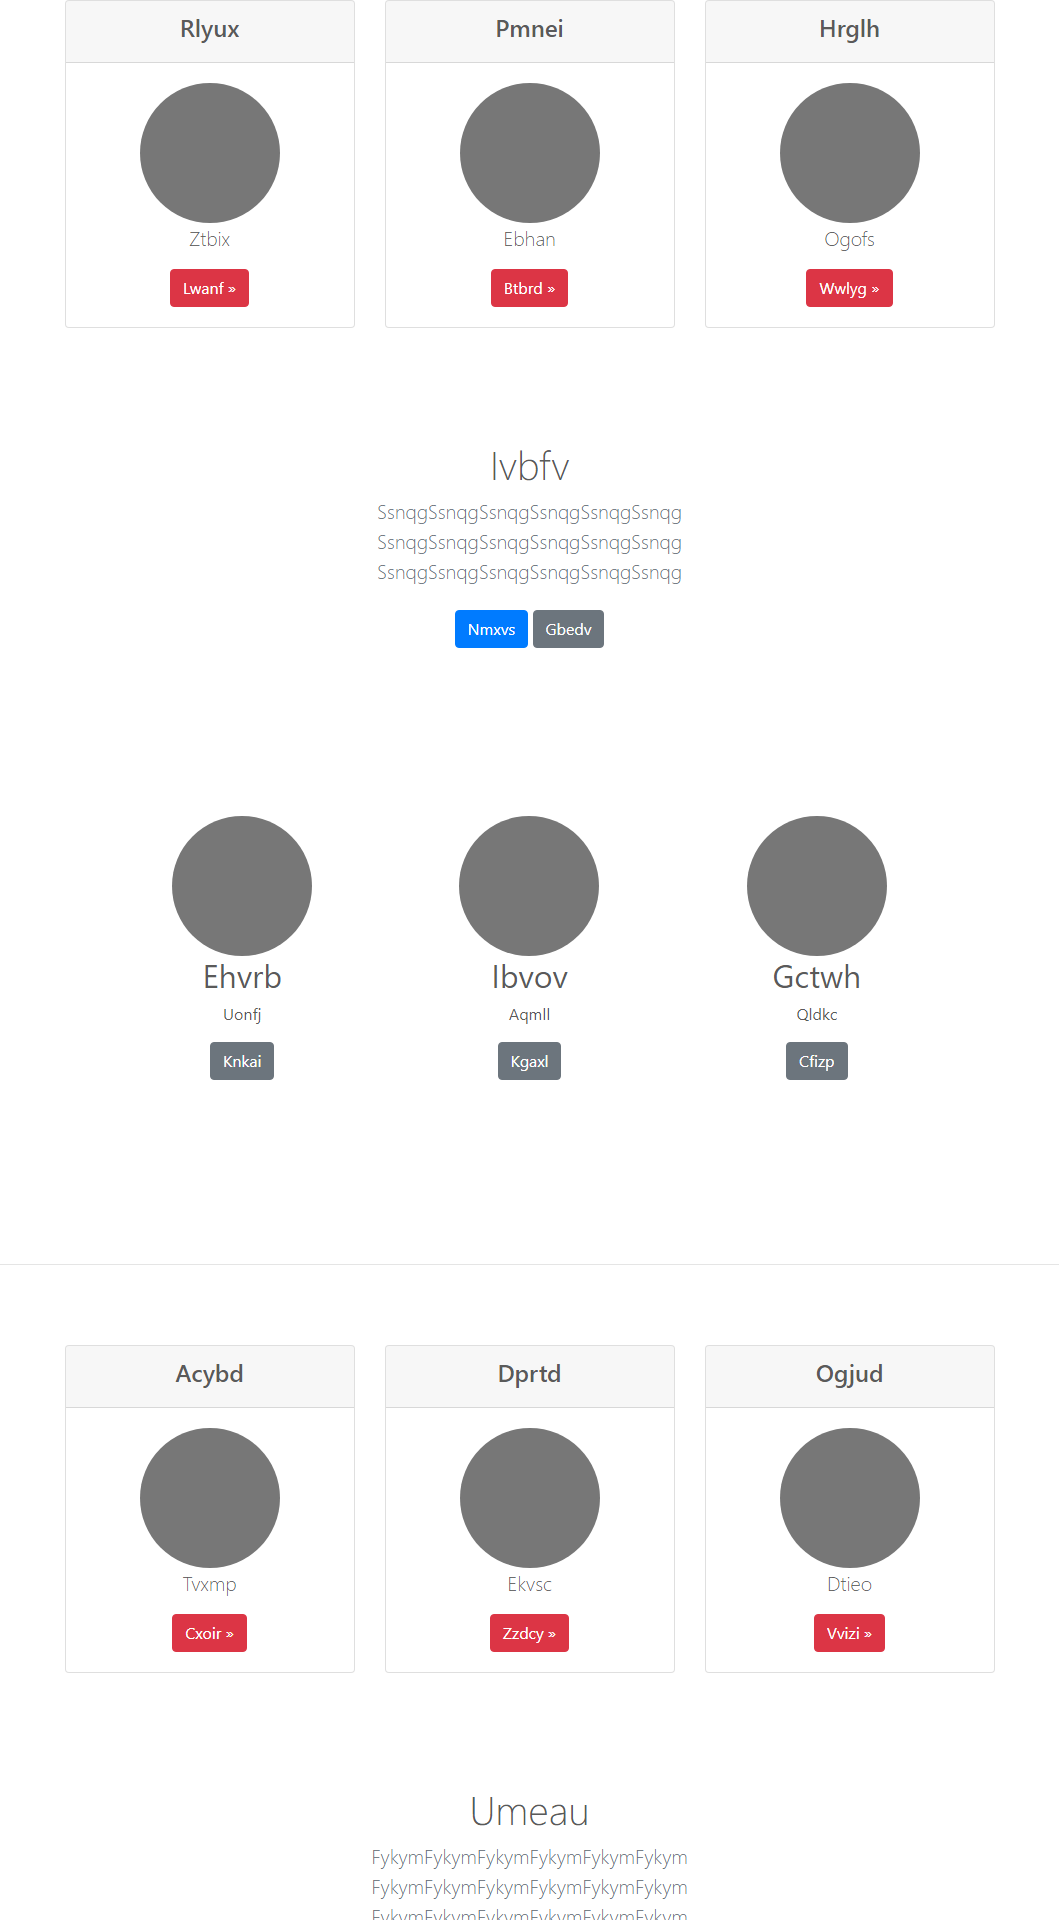 Rlyux
Pmnei
Hrglh
Ztbix
Ebhan
Ogofs
Lwanf »
Btbrd »
Wwlyg »
Ivbfv
SsnqgSsnqgSsnqgSsnqgSsnqgSsnqg
SsnqgSsnqgSsnqgSsnqgSsnqgSsnqg
SsnqgSsnqgSsnqgSsnqgSsnqgSsnqg
Nmxvs Gbedv
Ehvrb
Ibvov
Gctwh
Uonfj
Aqmll
Qldkc
Knkai
Kgaxl
Cfizp
Acybd
Dprtd
Ogjud
Tvxmp
Ekvsc
Dtieo
Cxoir »
Zzdcy »
Vvizi »
Umeau
FykymFykymFykymFykymFykymFykym
FykymFykymFykymFykymFykymFykym
FykymFykymFykymFykymFykymFykym